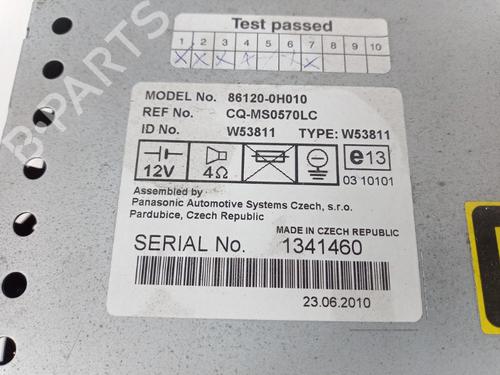 Test passed
1 2 3 4 5 6 7 8 9 10
MODEL No. 86120-0H010
REF No. CQ-MS0570LC
ID No. W53811 TYPE: W53811
12V 4Ω e13
03 10101
Assembled by
Panasonic Automotive Systems Czech, s.r.o.
Pardubice, Czech Republic
MADE IN CZECH REPUBLIC
SERIAL No. 1341460
23.06.2010
B-PARTS